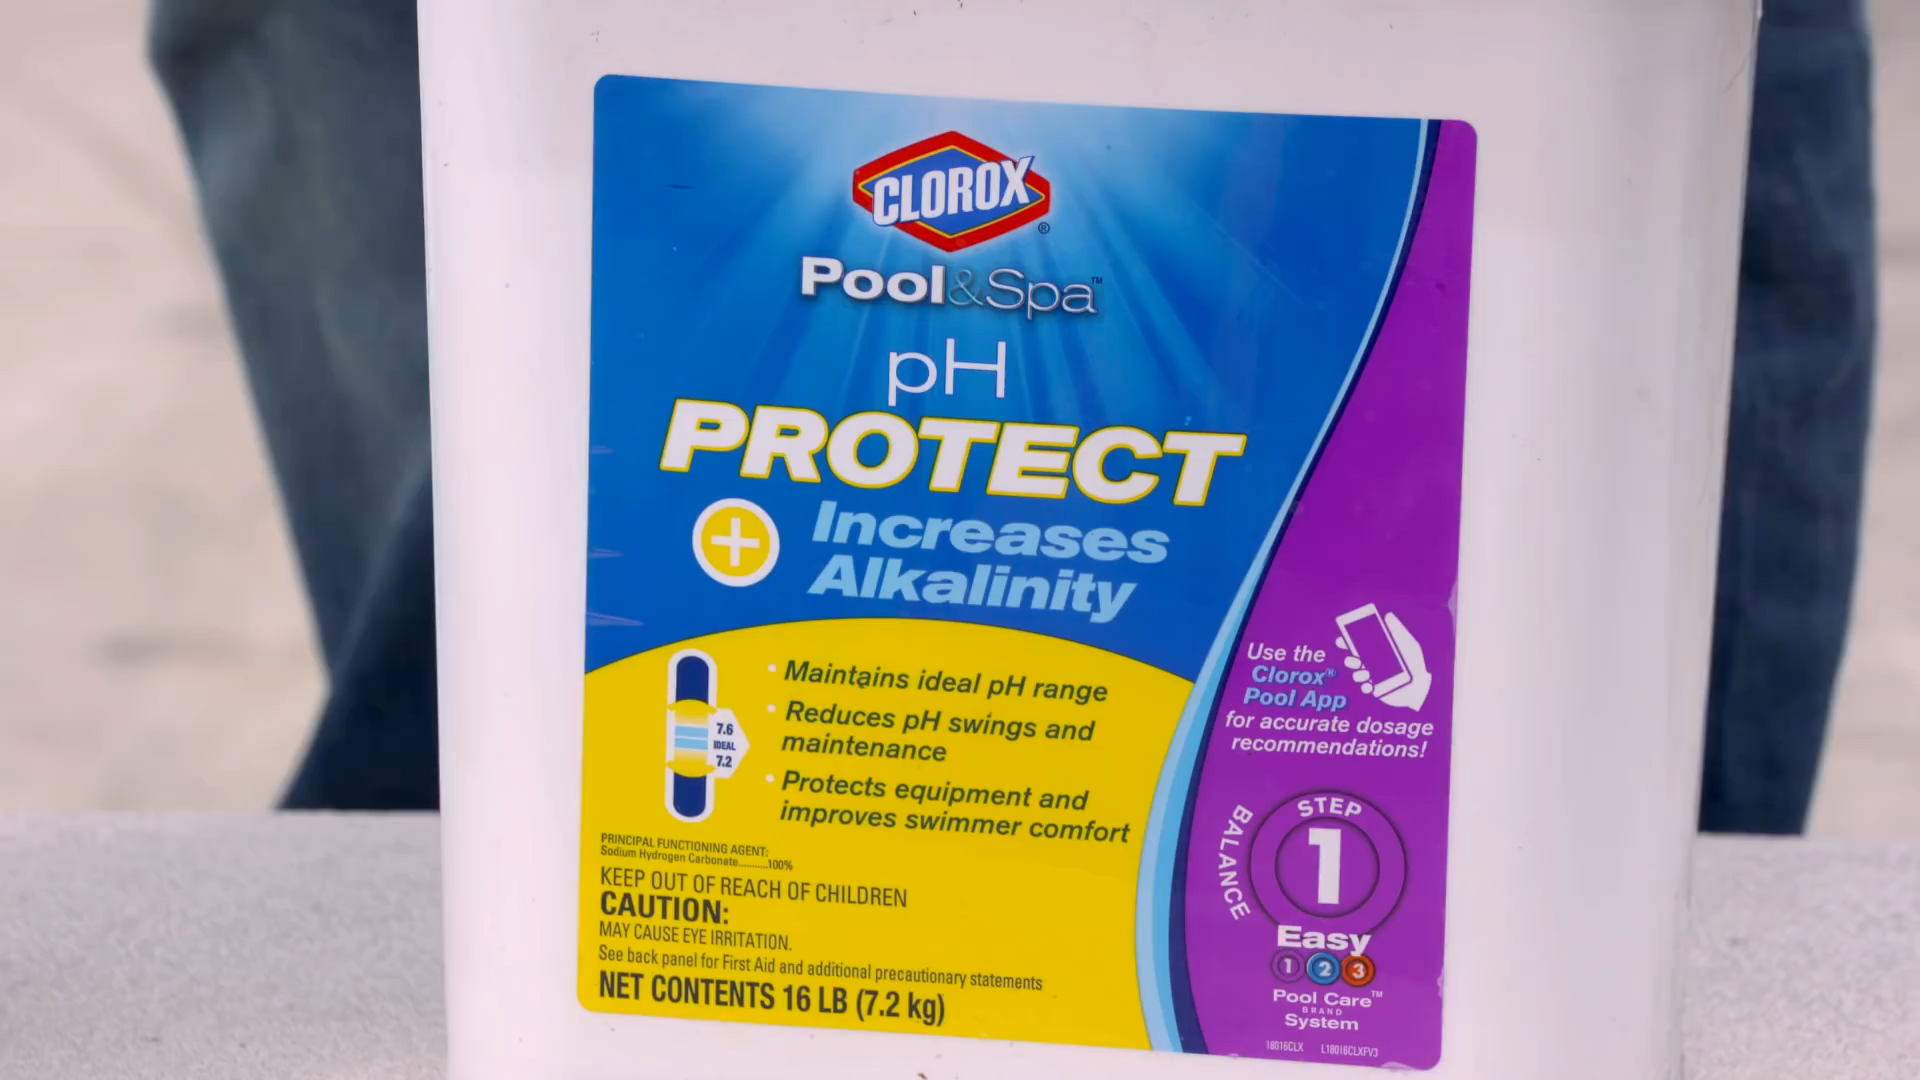 CLOROX®
Pool&Spa™
pH
PROTECT
+ Increases
Alkalinity
• Maintains ideal pH range
• Reduces pH swings and
maintenance
• Protects equipment and
improves swimmer comfort
7.6
IDEAL
7.2
PRINCIPAL FUNCTIONING AGENT:
Sodium Hydrogen Carbonate............100%
KEEP OUT OF REACH OF CHILDREN
CAUTION:
MAY CAUSE EYE IRRITATION.
See back panel for First Aid and additional precautionary statements
NET CONTENTS 16 LB (7.2 kg)
Use the
Clorox®
Pool App
for accurate dosage
recommendations!
BALANCE
STEP
1
Easy
1 2 3
Pool Care™
BRAND
System
18016CLX L18016CLXFV3